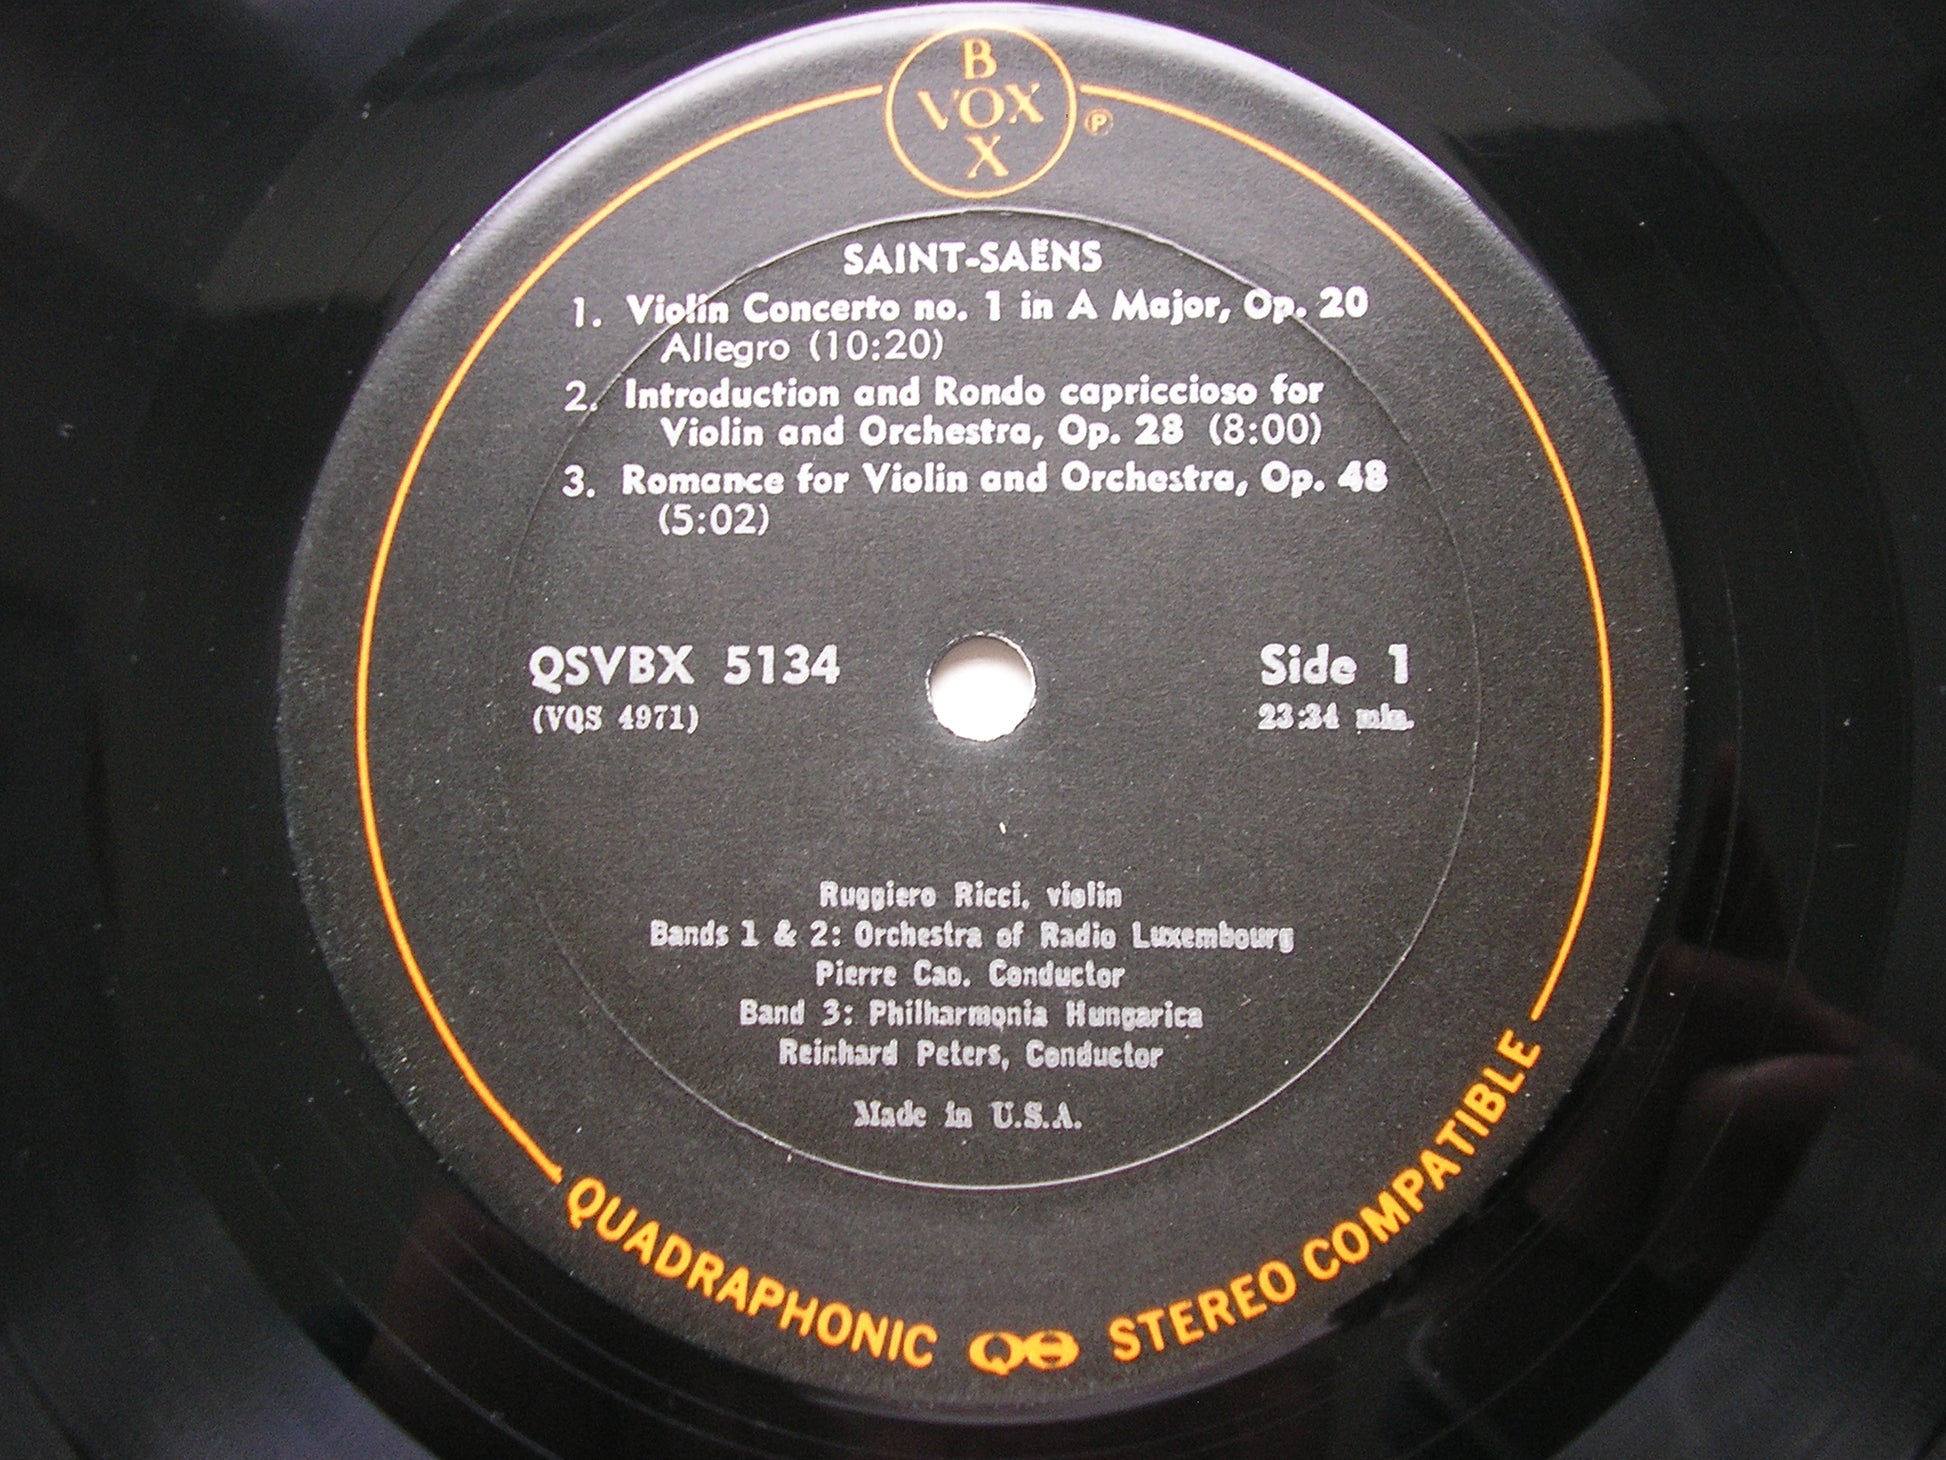 B
VOX
X
℗
SAINT-SAËNS
1. Violin Concerto no. 1 in A Major, Op. 20
Allegro (10:20)
2. Introduction and Rondo capriccioso for
Violin and Orchestra, Op. 28 (8:00)
3. Romance for Violin and Orchestra, Op. 48
(5:02)
QSVBX 5134
Side 1
(VQS 4971)
23:34 min.
Ruggiero Ricci, violin
Bands 1 & 2: Orchestra of Radio Luxembourg
Pierre Cao, Conductor
Band 3: Philharmonia Hungarica
Reinhard Peters, Conductor
Made in U.S.A.
QUADRAPHONIC QS STEREO COMPATIBLE